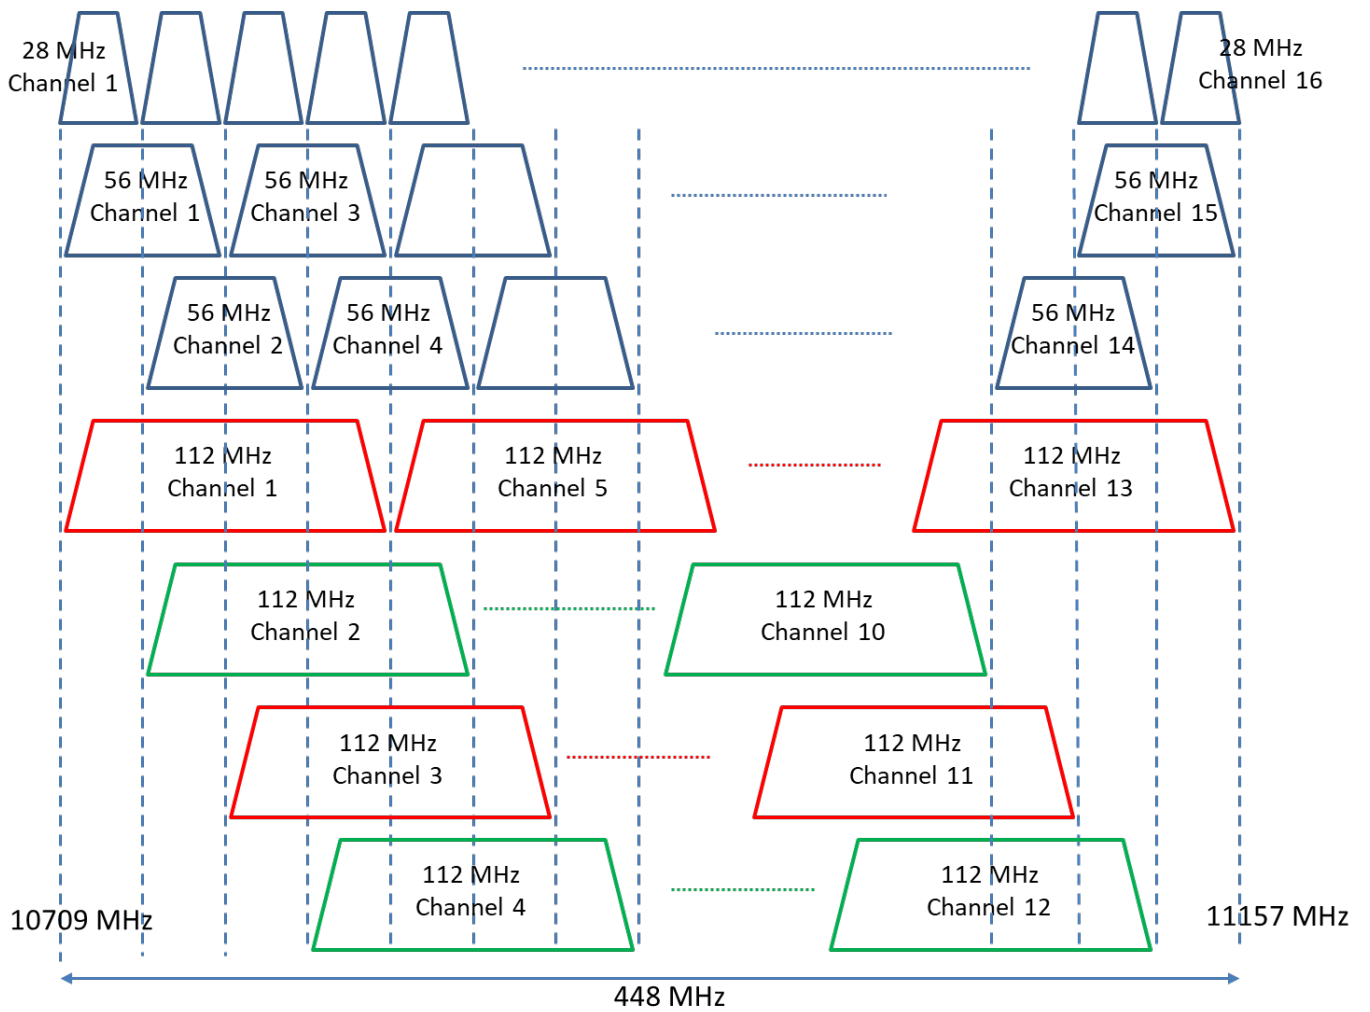 28 MHz
Channel 1
28 MHz
Channel 16
56 MHz
Channel 1
56 MHz
Channel 3
56 MHz
Channel 15
56 MHz
Channel 2
56 MHz
Channel 4
56 MHz
Channel 14
112 MHz
Channel 1
112 MHz
Channel 5
112 MHz
Channel 13
112 MHz
Channel 2
112 MHz
Channel 10
112 MHz
Channel 3
112 MHz
Channel 11
112 MHz
Channel 4
112 MHz
Channel 12
10709 MHz
11157 MHz
448 MHz